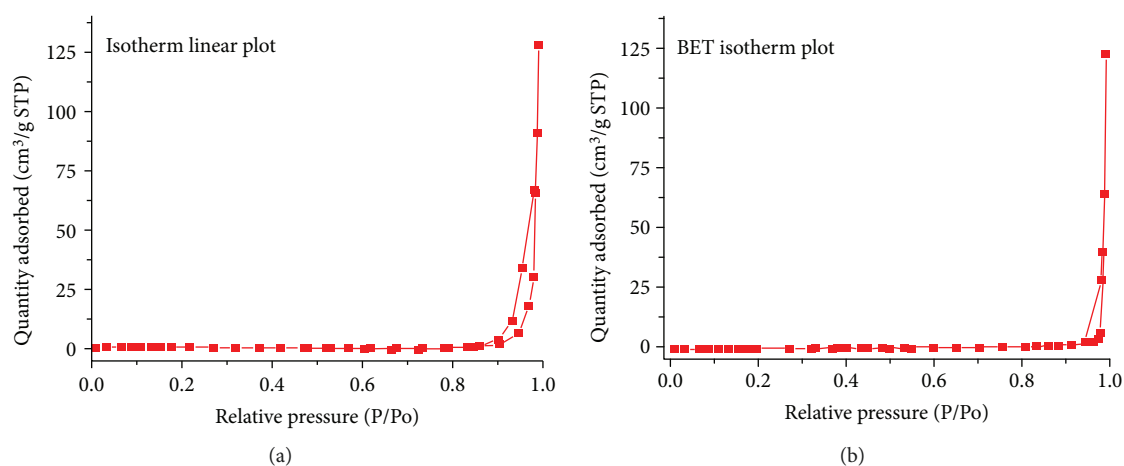 Isotherm linear plot
Quantity adsorbed (cm³/g STP)
125
100
75
50
25
0
0.0 0.2 0.4 0.6 0.8 1.0
Relative pressure (P/Po)
(a)
BET isotherm plot
Quantity adsorbed (cm³/g STP)
125
100
75
50
25
0
0.0 0.2 0.4 0.6 0.8 1.0
Relative pressure (P/Po)
(b)